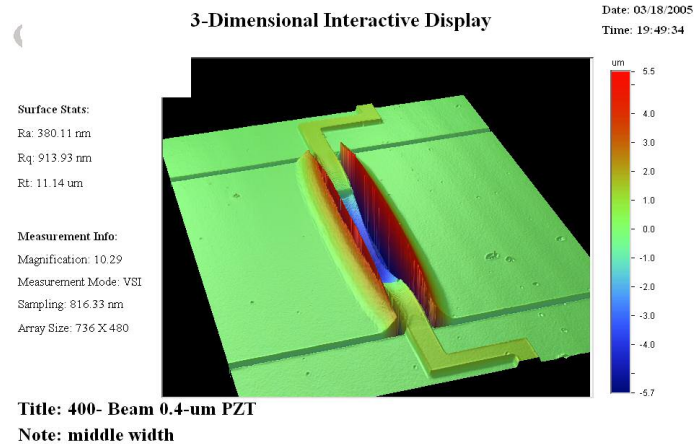 3-Dimensional Interactive Display
Date: 03/18/2005
Time: 19:49:34
Surface Stats:
Ra: 380.11 nm
Rq: 913.93 nm
Rt: 11.14 um
Measurement Info:
Magnification: 10.29
Measurement Mode: VSI
Sampling: 816.33 nm
Array Size: 736 X 480
um
5.5
4.0
3.0
2.0
1.0
0.0
-1.0
-2.0
-3.0
-4.0
-5.7
Title: 400- Beam 0.4-um PZT
Note: middle width